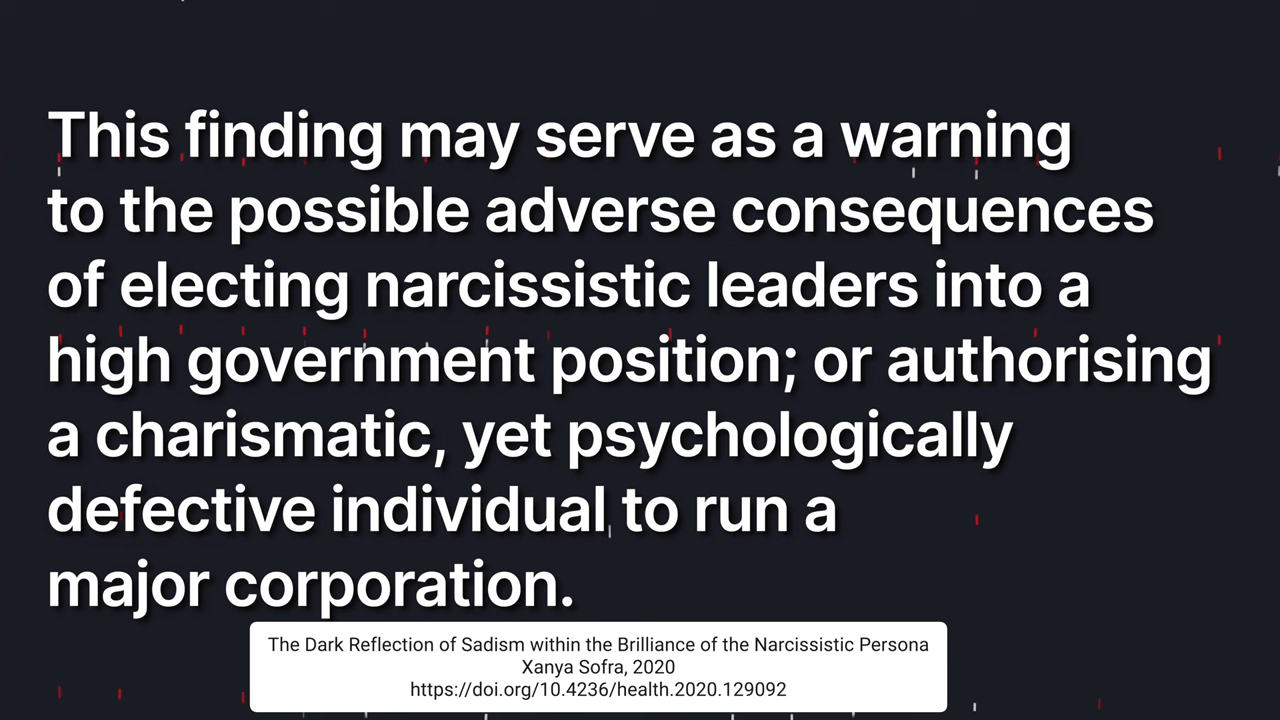 This finding may serve as a warning
to the possible adverse consequences
of electing narcissistic leaders into a
high government position; or authorising
a charismatic, yet psychologically
defective individual to run a
major corporation.
The Dark Reflection of Sadism within the Brilliance of the Narcissistic Persona
Xanya Sofra, 2020
https://doi.org/10.4236/health.2020.129092